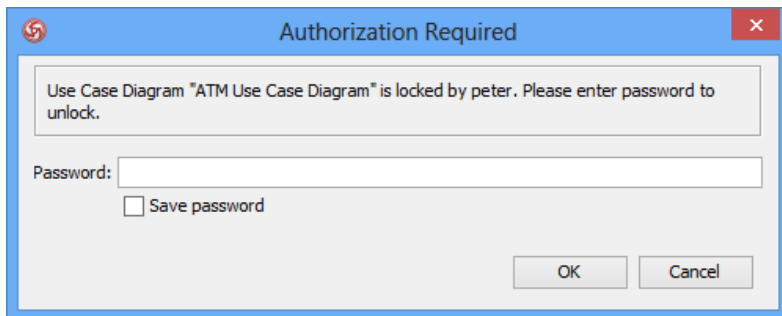 Authorization Required
Use Case Diagram "ATM Use Case Diagram" is locked by peter. Please enter password to
unlock.
Password:
Save password
OK Cancel